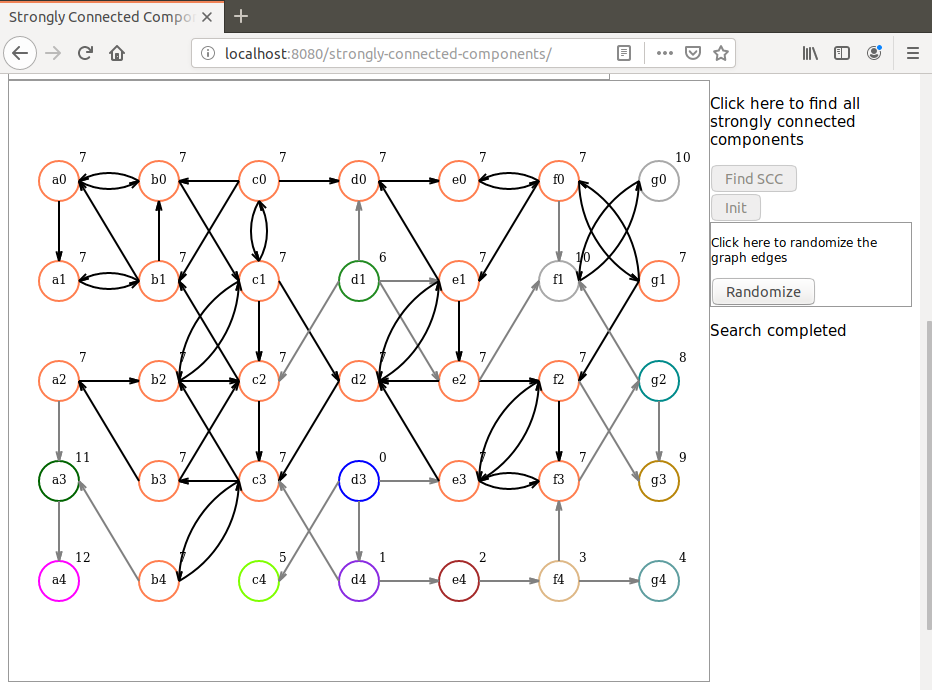 Strongly Connected Compo
localhost:8080/strongly-connected-components/
Click here to find all
strongly connected
components
Find SCC
Init
Click here to randomize the
graph edges
Randomize
Search completed
7 7 7 7 7 7 10
a0 b0 c0 d0 e0 f0 g0
7 7 7 6 7 10 7
a1 b1 c1 d1 e1 f1 g1
7 7 7 7 7 7 8
a2 b2 c2 d2 e2 f2 g2
11 7 7 0 7 7 9
a3 b3 c3 d3 e3 f3 g3
12 7 5 1 2 3 4
a4 b4 c4 d4 e4 f4 g4